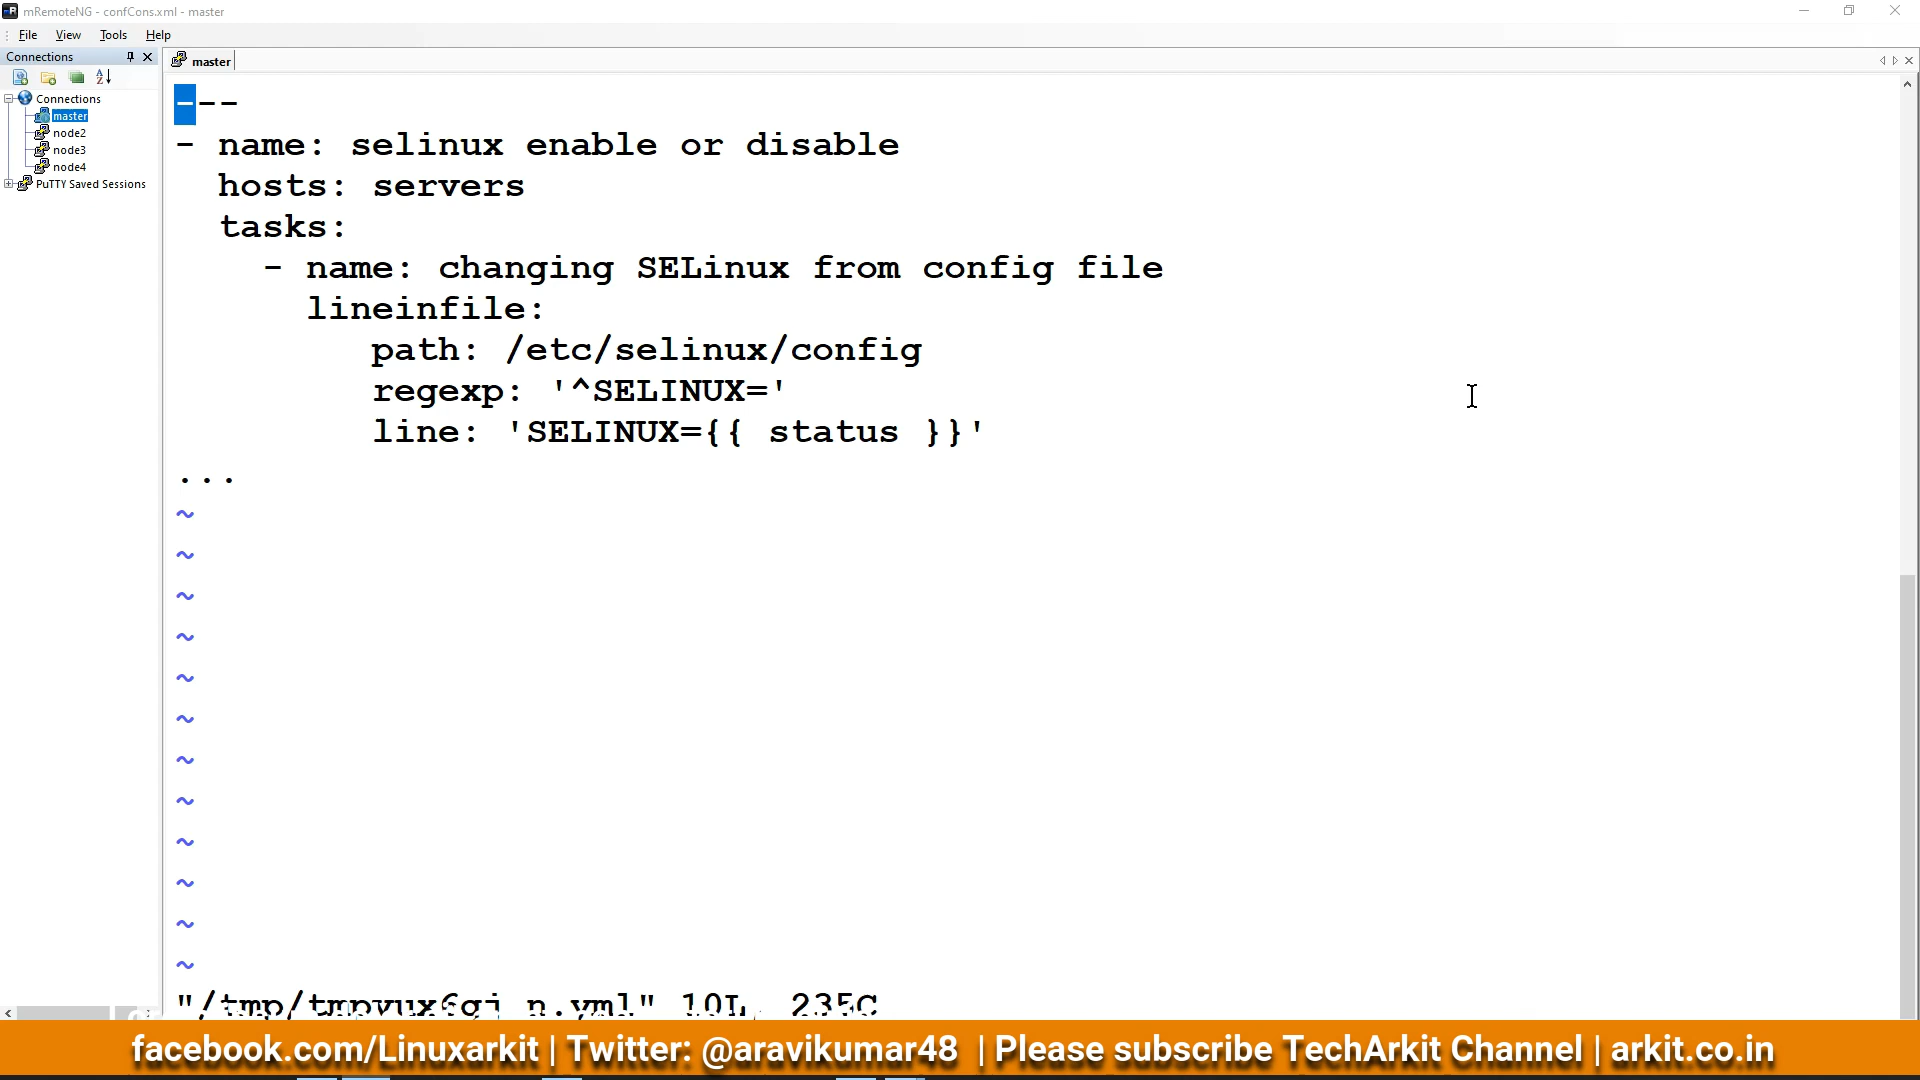 mRemoteNG - confCons.xml - master
File View Tools Help
Connections
master
Connections
master
node2
node3
node4
PuTTY Saved Sessions
---
- name: selinux enable or disable
hosts: servers
tasks:
- name: changing SELinux from config file
lineinfile:
path: /etc/selinux/config
regexp: '^SELINUX='
line: 'SELINUX={{ status }}'
...
~
~
~
~
~
~
~
~
~
~
~
~
10L, 235C
facebook.com/Linuxarkit | Twitter: @aravikumar48 | Please subscribe TechArkit Channel | arkit.co.in